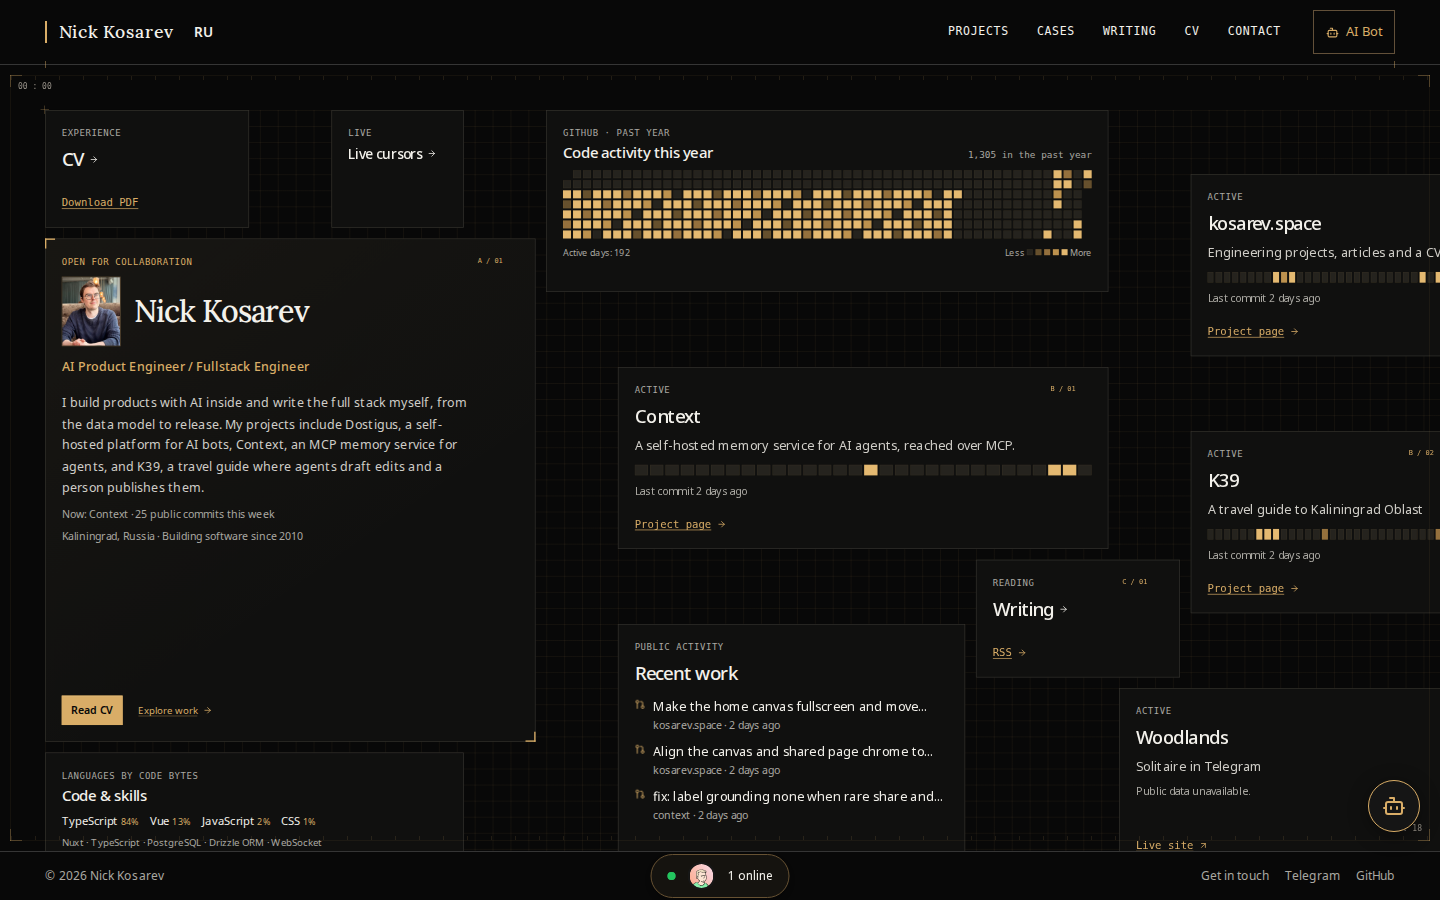 Nick Kosarev
RU
PROJECTS
CASES
WRITING
CV
CONTACT
AI Bot
00 : 00
EXPERIENCE
CV →
Download PDF
LIVE
Live cursors →
GITHUB · PAST YEAR
Code activity this year
1,305 in the past year
Active days: 192
Less
More
ACTIVE
kosarev.space
Engineering projects, articles and a CV
Last commit 2 days ago
Project page →
OPEN FOR COLLABORATION
A / 01
Nick Kosarev
AI Product Engineer / Fullstack Engineer
I build products with AI inside and write the full stack myself, from
the data model to release. My projects include Dostigus, a self-
hosted platform for AI bots, Context, an MCP memory service for
agents, and K39, a travel guide where agents draft edits and a
person publishes them.
Now: Context · 25 public commits this week
Kaliningrad, Russia · Building software since 2010
Read CV
Explore work →
ACTIVE
B / 01
Context
A self-hosted memory service for AI agents, reached over MCP.
Last commit 2 days ago
Project page →
ACTIVE
B / 02
K39
A travel guide to Kaliningrad Oblast
Last commit 2 days ago
Project page →
READING
C / 01
Writing →
RSS →
PUBLIC ACTIVITY
Recent work
Make the home canvas fullscreen and move...
kosarev.space · 2 days ago
Align the canvas and shared page chrome to...
kosarev.space · 2 days ago
fix: label grounding none when rare share and...
context · 2 days ago
ACTIVE
Woodlands
Solitaire in Telegram
Public data unavailable.
Live site ↗
18
LANGUAGES BY CODE BYTES
Code & skills
TypeScript 84% Vue 13% JavaScript 2% CSS 1%
Nuxt · TypeScript · PostgreSQL · Drizzle ORM · WebSocket
© 2026 Nick Kosarev
1 online
Get in touch
Telegram
GitHub